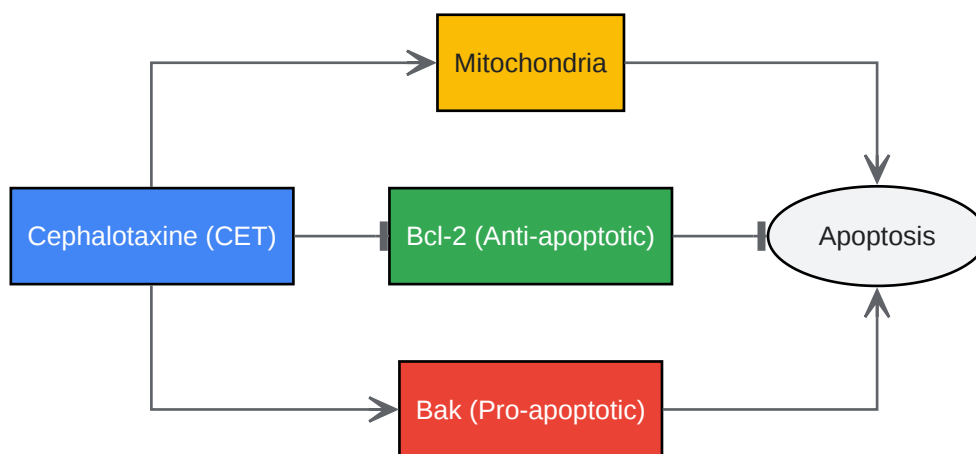 Mitochondria
Cephalotaxine (CET)
Bcl-2 (Anti-apoptotic)
Apoptosis
Bak (Pro-apoptotic)